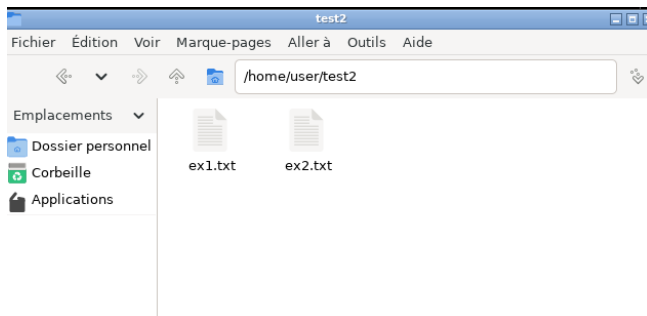 test2
Fichier Édition Voir Marque-pages Aller à Outils Aide
/home/user/test2
Emplacements
Dossier personnel
Corbeille
Applications
ex1.txt ex2.txt